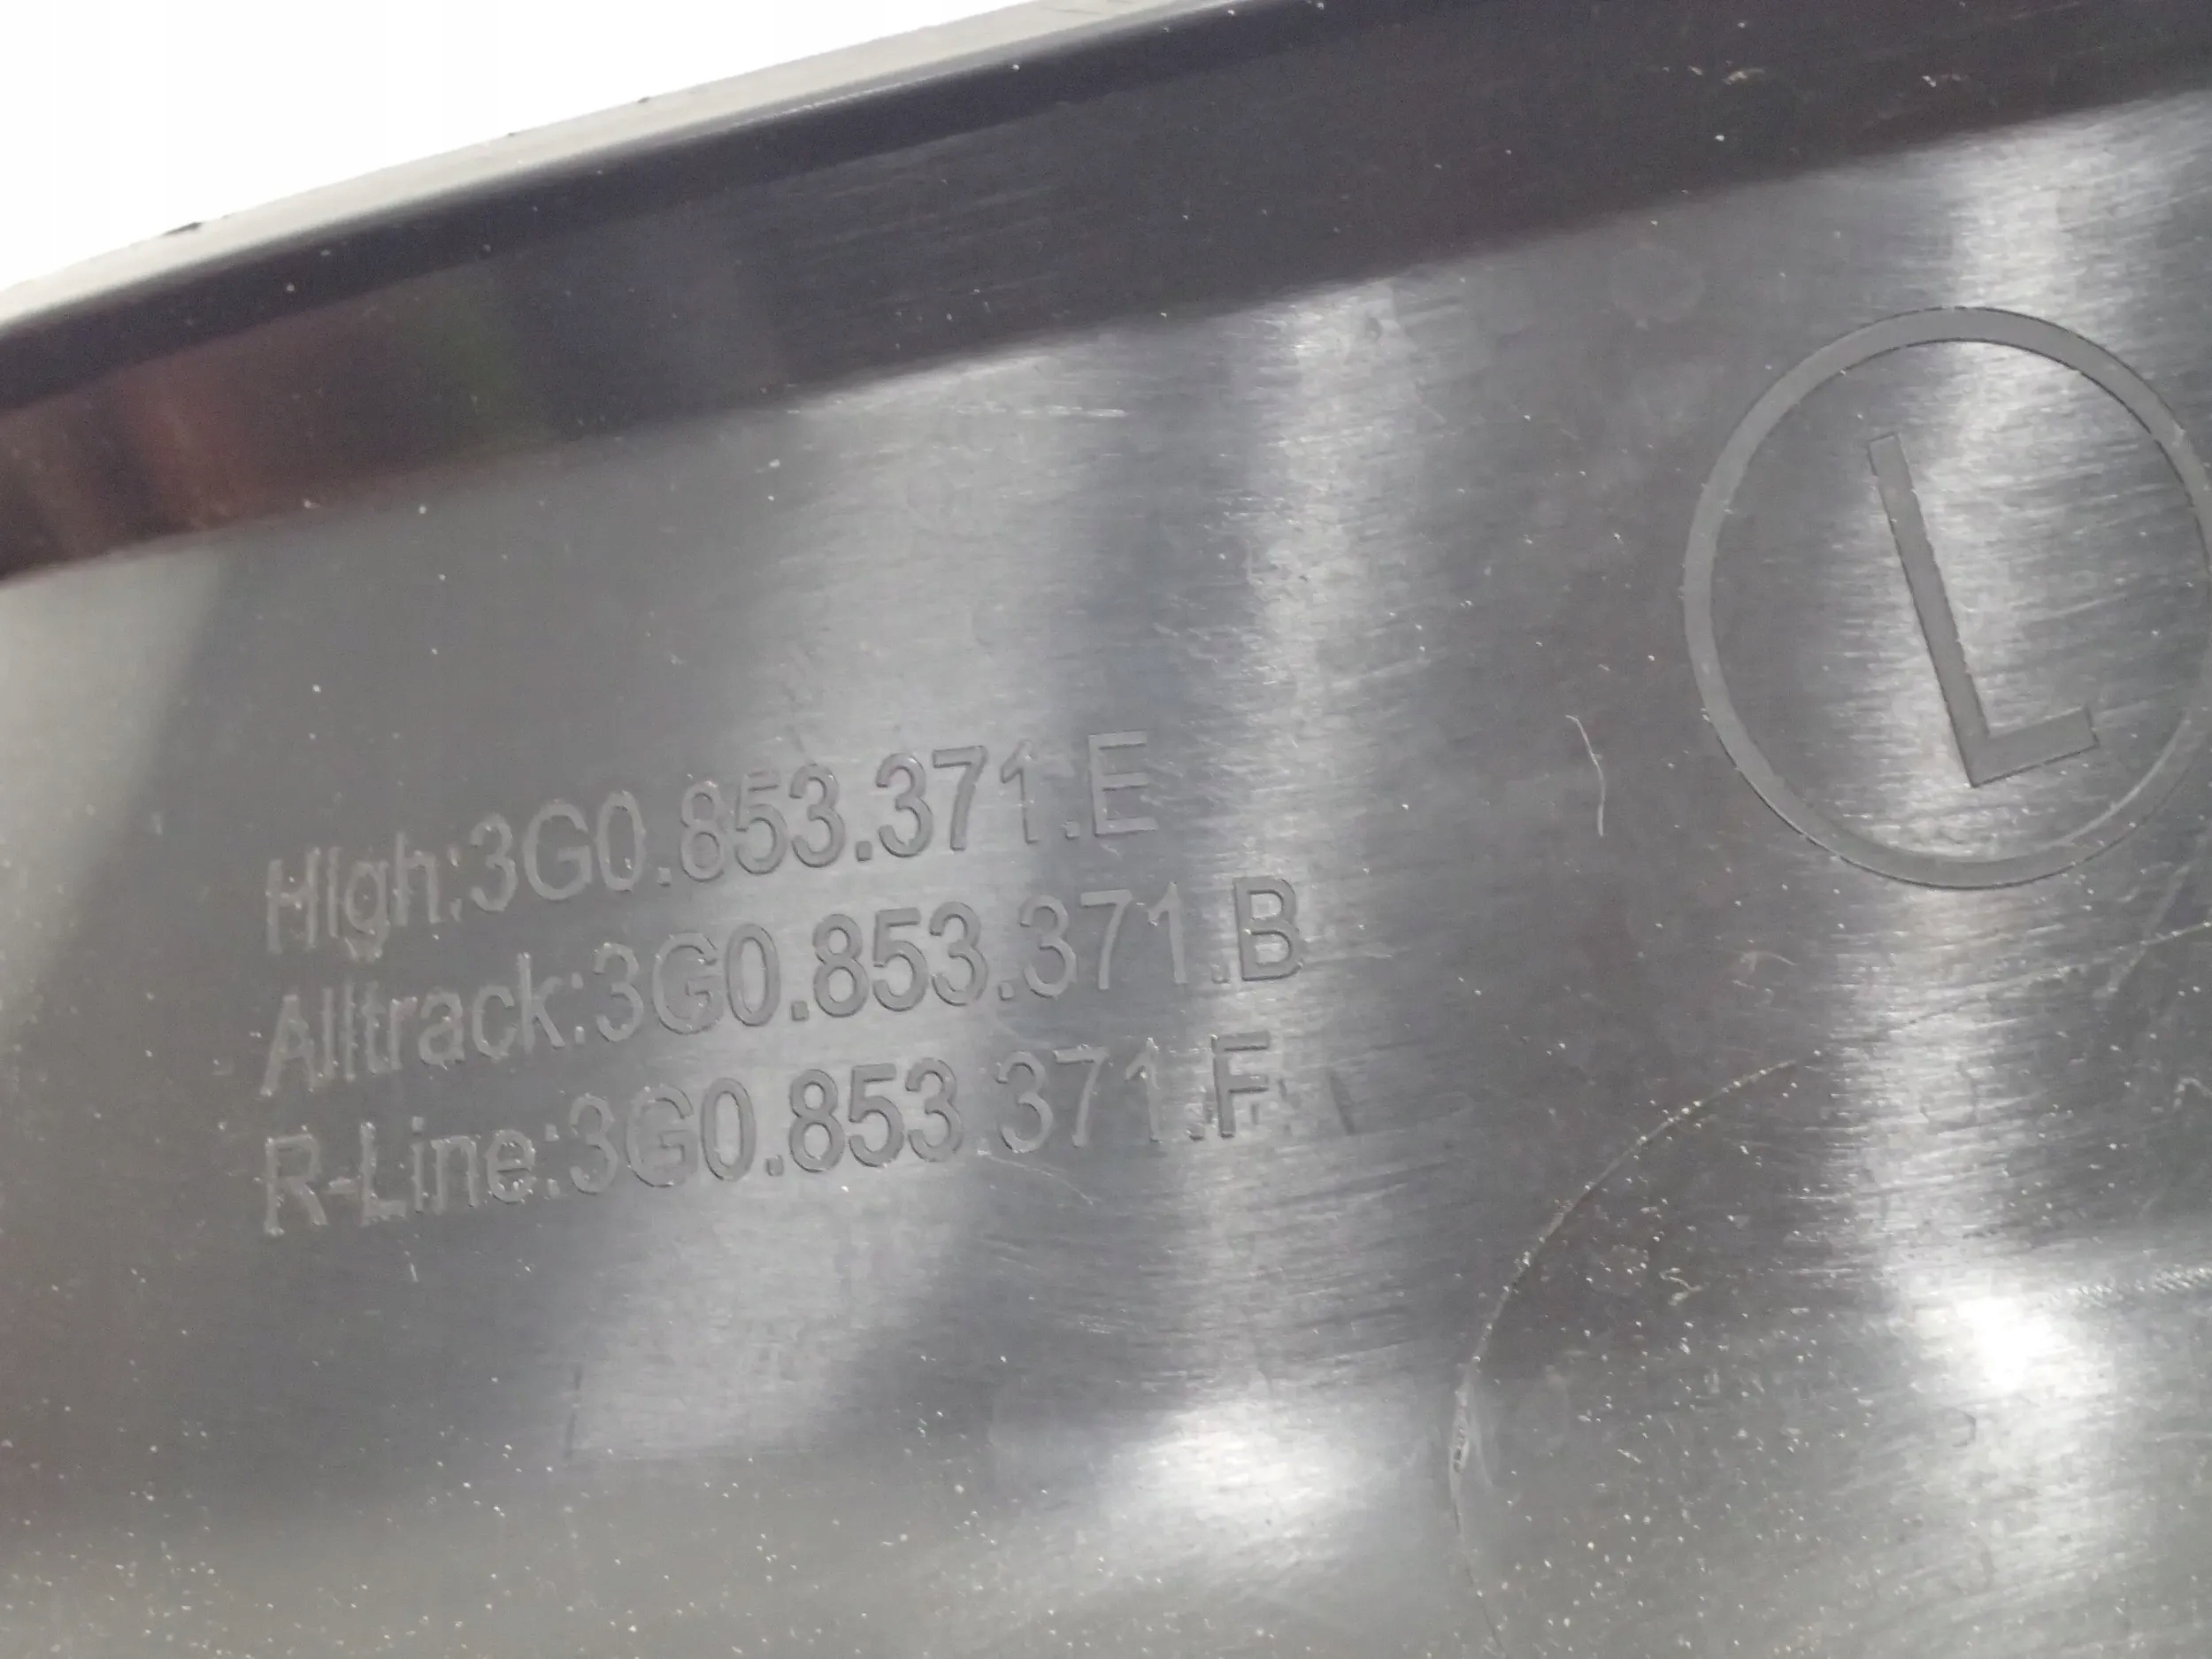 High:3G0.853.371.E
Alltrack:3G0.853.371.B
R-Line:3G0.853.371.F
L